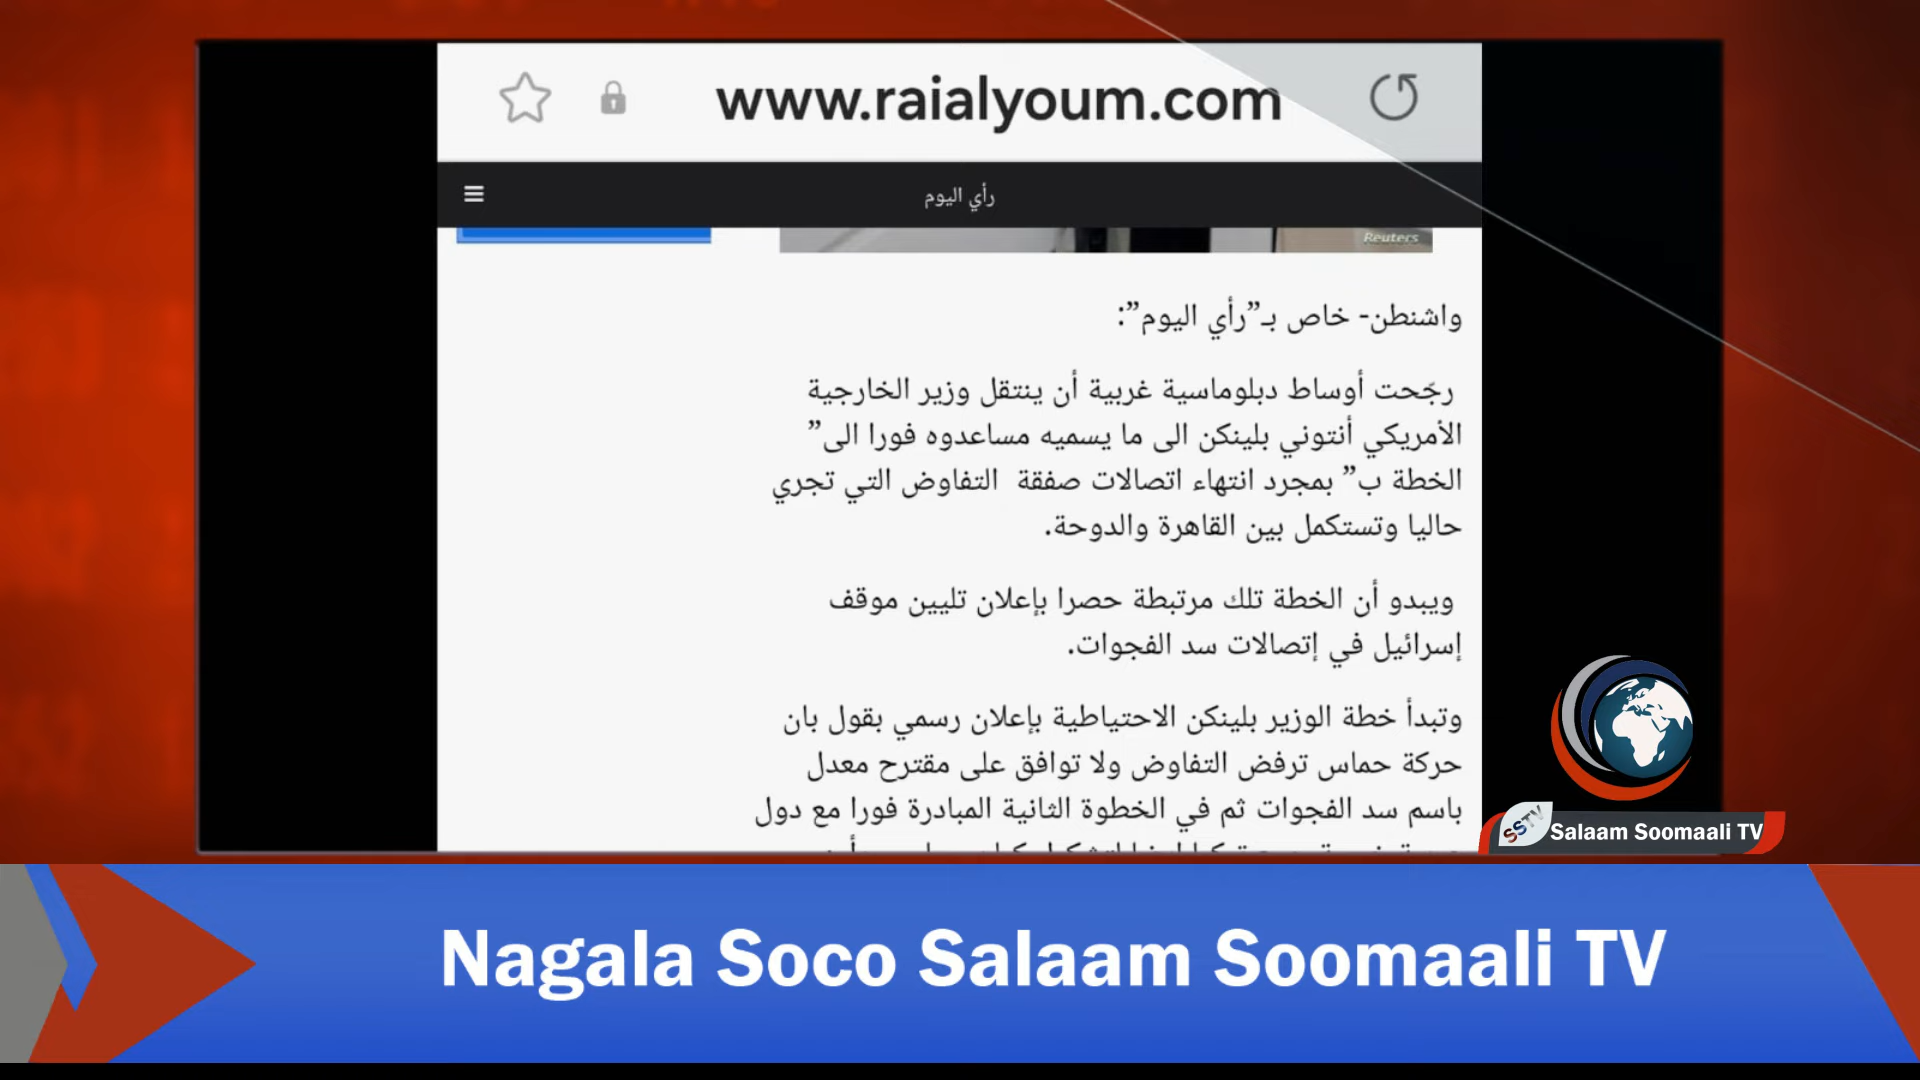 www.raialyoum.com
رأي اليوم
Reuters
واشنطن- خاص بـ”رأي اليوم”:
رجّحت أوساط دبلوماسية غربية أن ينتقل وزير الخارجية
الأمريكي أنتوني بلينكن الى ما يسميه مساعدوه فورا الى”
الخطة ب” بمجرد انتهاء اتصالات صفقة التفاوض التي تجري
حاليا وتستكمل بين القاهرة والدوحة.
ويبدو أن الخطة تلك مرتبطة حصرا بإعلان تليين موقف
إسرائيل في إتصالات سد الفجوات.
وتبدأ خطة الوزير بلينكن الاحتياطية بإعلان رسمي بقول بان
حركة حماس ترفض التفاوض ولا توافق على مقترح معدل
باسم سد الفجوات ثم في الخطوة الثانية المبادرة فورا مع دول
SSTV
Salaam Soomaali TV
Nagala Soco Salaam Soomaali TV